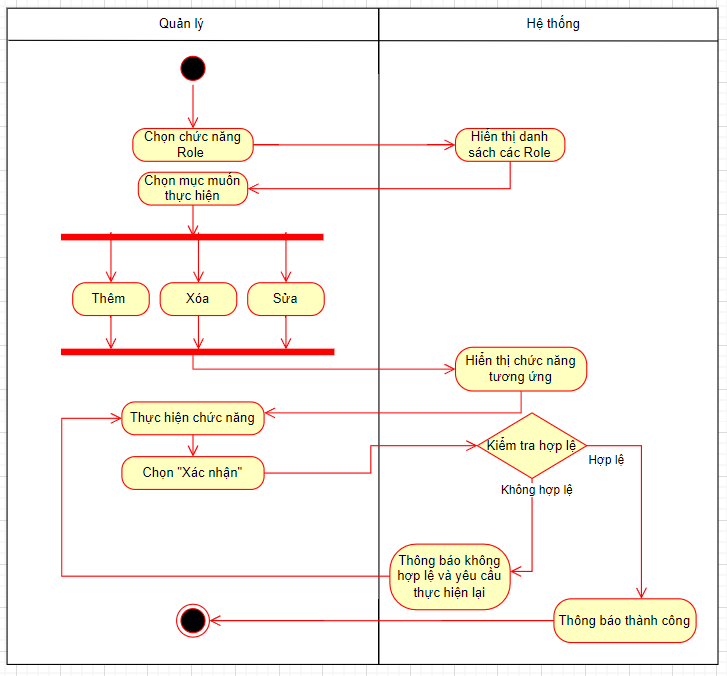 Quản lý
Hệ thống
Chọn chức năng
Role
Hiển thị danh
sách các Role
Chọn mục muốn
thực hiện
Thêm
Xóa
Sửa
Hiển thị chức năng
tương ứng
Thực hiện chức năng
Kiểm tra hợp lệ
Hợp lệ
Chọn "Xác nhận"
Không hợp lệ
Thông báo không
hợp lệ và yêu cầu
thực hiện lại
Thông báo thành công